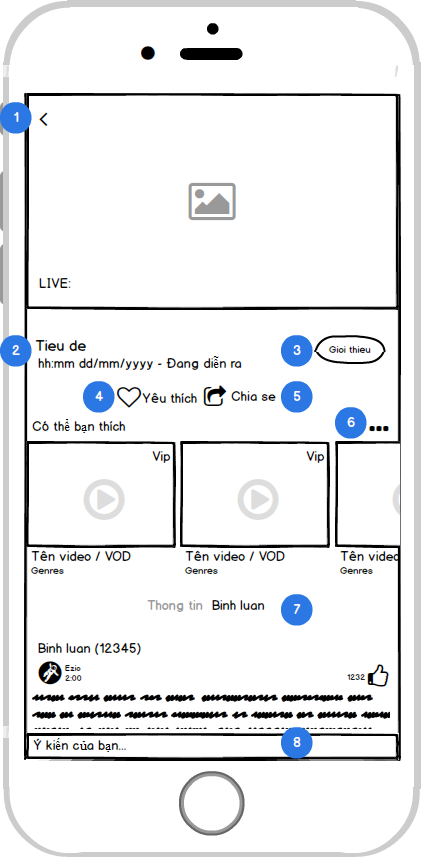 1
LIVE:
2
Tieu de
3
Gioi thieu
hh:mm dd/mm/yyyy - Đang diễn ra
4
Yêu thích
Chia se
5
6
Có thể bạn thích
Vip
Vip
Tên video / VOD
Tên video / VOD
Tên video
Genres
Genres
Genres
Thong tin
Binh luan
7
Binh luan (12345)
Ezio
2:00
1232
8
Ý kiến của bạn...